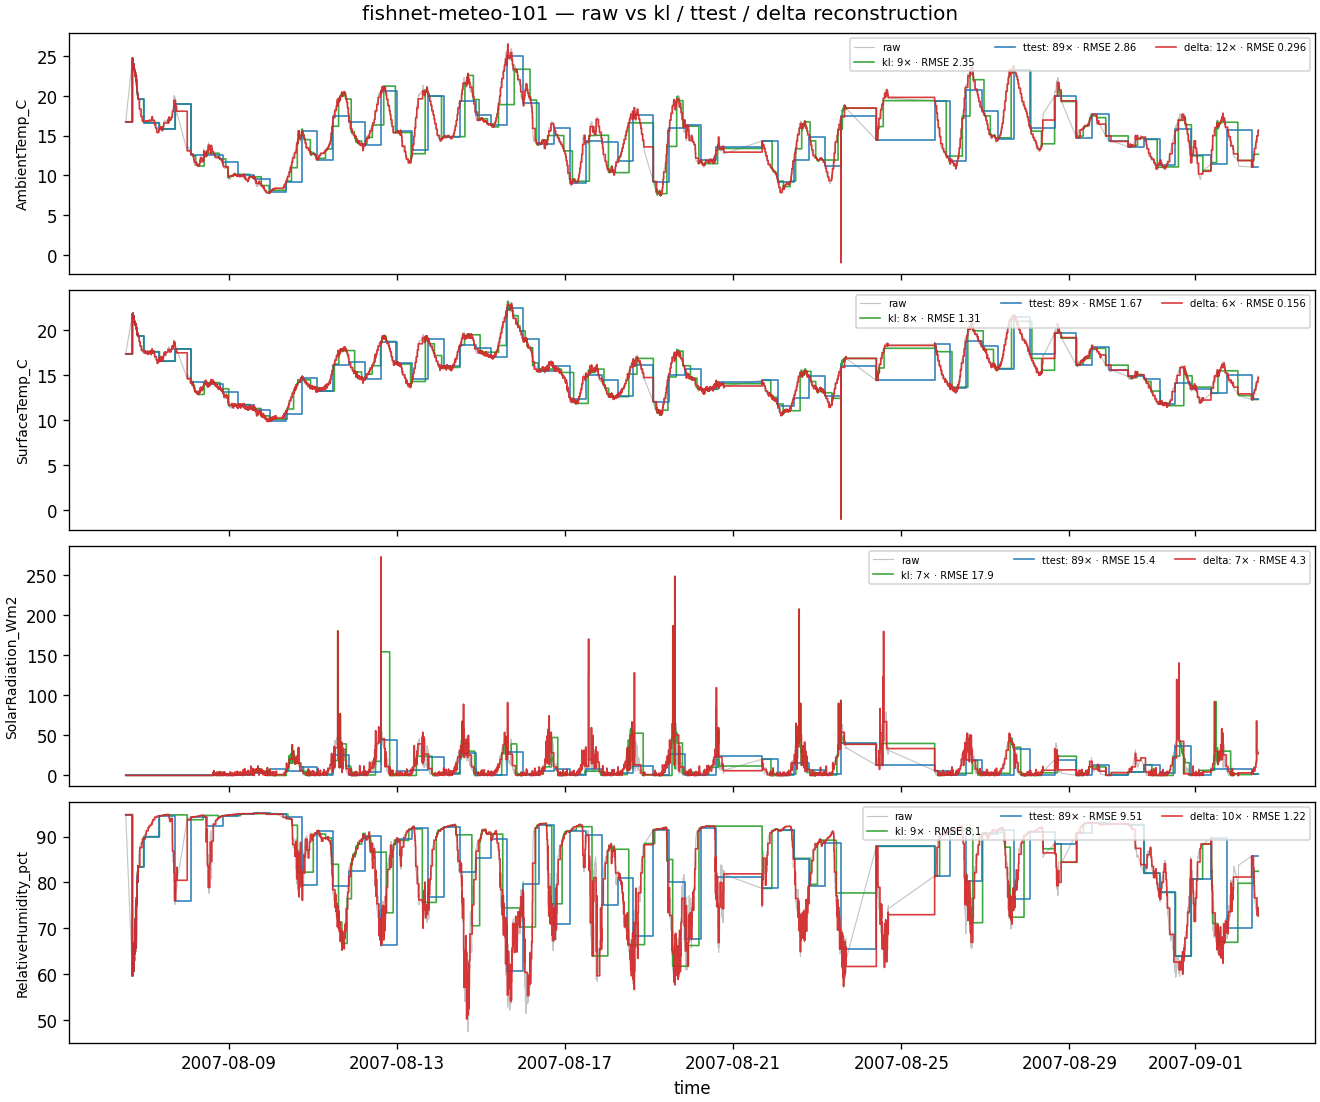 fishnet-meteo-101 — raw vs kl / ttest / delta reconstruction
raw
kl: 9× · RMSE 2.35
ttest: 89× · RMSE 2.86
delta: 12× · RMSE 0.296
25
20
15
10
5
0
AmbientTemp_C
raw
kl: 8× · RMSE 1.31
ttest: 89× · RMSE 1.67
delta: 6× · RMSE 0.156
20
15
10
5
0
SurfaceTemp_C
raw
kl: 7× · RMSE 17.9
ttest: 89× · RMSE 15.4
delta: 7× · RMSE 4.3
250
200
150
100
50
0
SolarRadiation_Wm2
raw
kl: 9× · RMSE 8.1
ttest: 89× · RMSE 9.51
delta: 10× · RMSE 1.22
90
80
70
60
50
RelativeHumidity_pct
2007-08-09 2007-08-13 2007-08-17 2007-08-21 2007-08-25 2007-08-29 2007-09-01
time